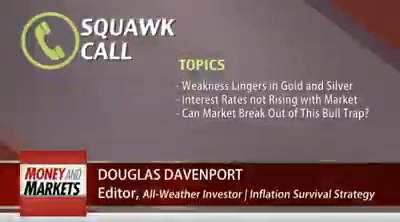 SQUAWK
CALL
TOPICS
- Weakness Lingers in Gold and Silver
- Interest Rates not Rising with Market
- Can Market Break Out of This Bull Trap?
MONEY AND
MARKETS
DOUGLAS DAVENPORT
Editor, All-Weather Investor | Inflation Survival Strategy